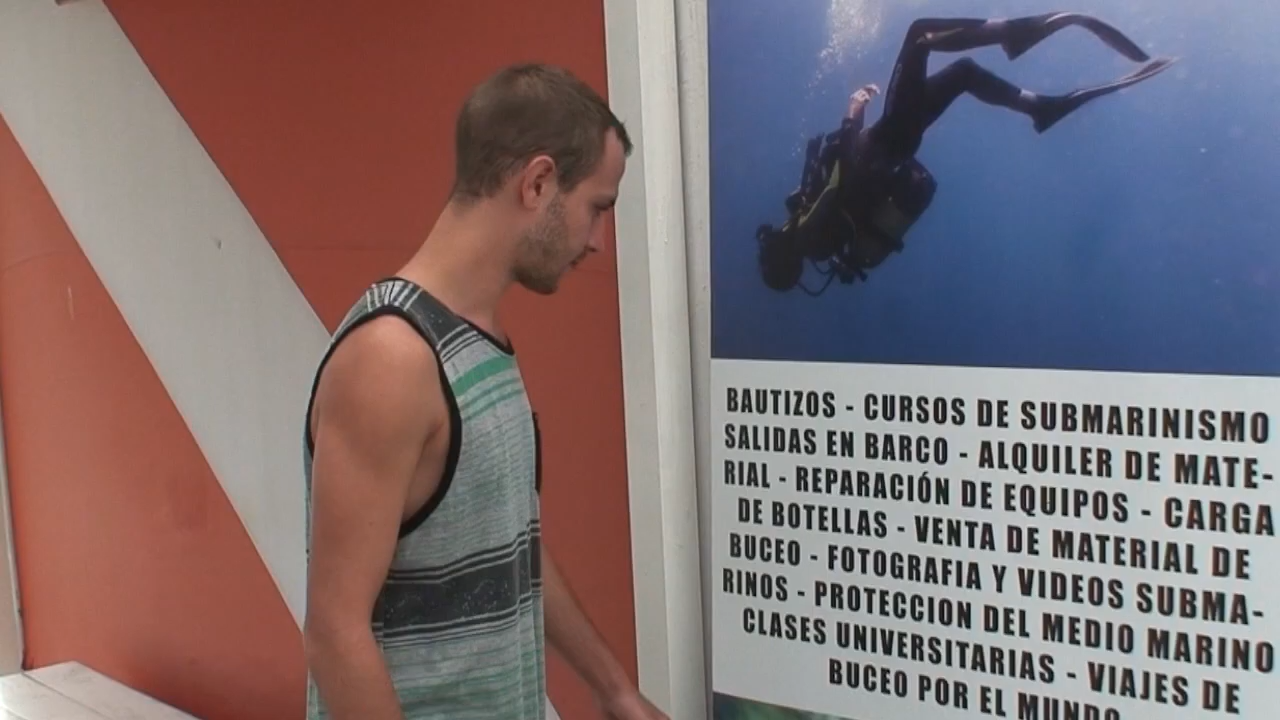 BAUTIZOS - CURSOS DE SUBMARINISMO
SALIDAS EN BARCO - ALQUILER DE MATE-
RIAL - REPARACIÓN DE EQUIPOS - CARGA
DE BOTELLAS - VENTA DE MATERIAL DE
BUCEO - FOTOGRAFIA Y VIDEOS SUBMA-
RINOS - PROTECCION DEL MEDIO MARINO
CLASES UNIVERSITARIAS - VIAJES DE
BUCEO POR EL MUNDO